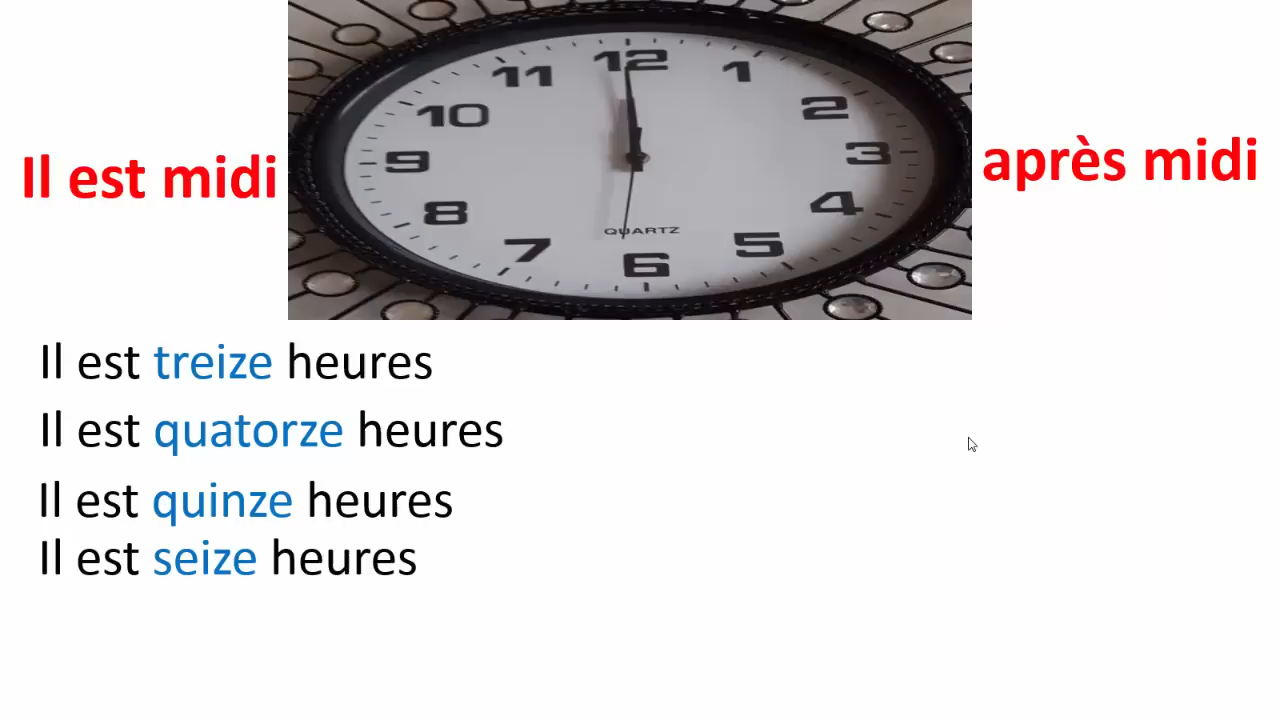 Il est midi
12
1
2
3
4
5
6
7
8
9
10
11
QUARTZ
après midi
Il est treize heures
Il est quatorze heures
Il est quinze heures
Il est seize heures